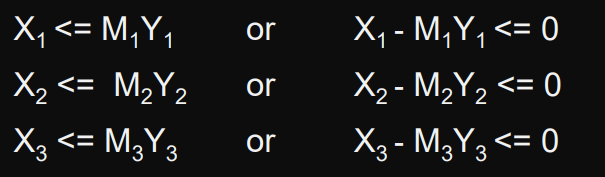 X₁ <= M₁Y₁ or X₁ - M₁Y₁ <= 0
X₂ <= M₂Y₂ or X₂ - M₂Y₂ <= 0
X₃ <= M₃Y₃ or X₃ - M₃Y₃ <= 0